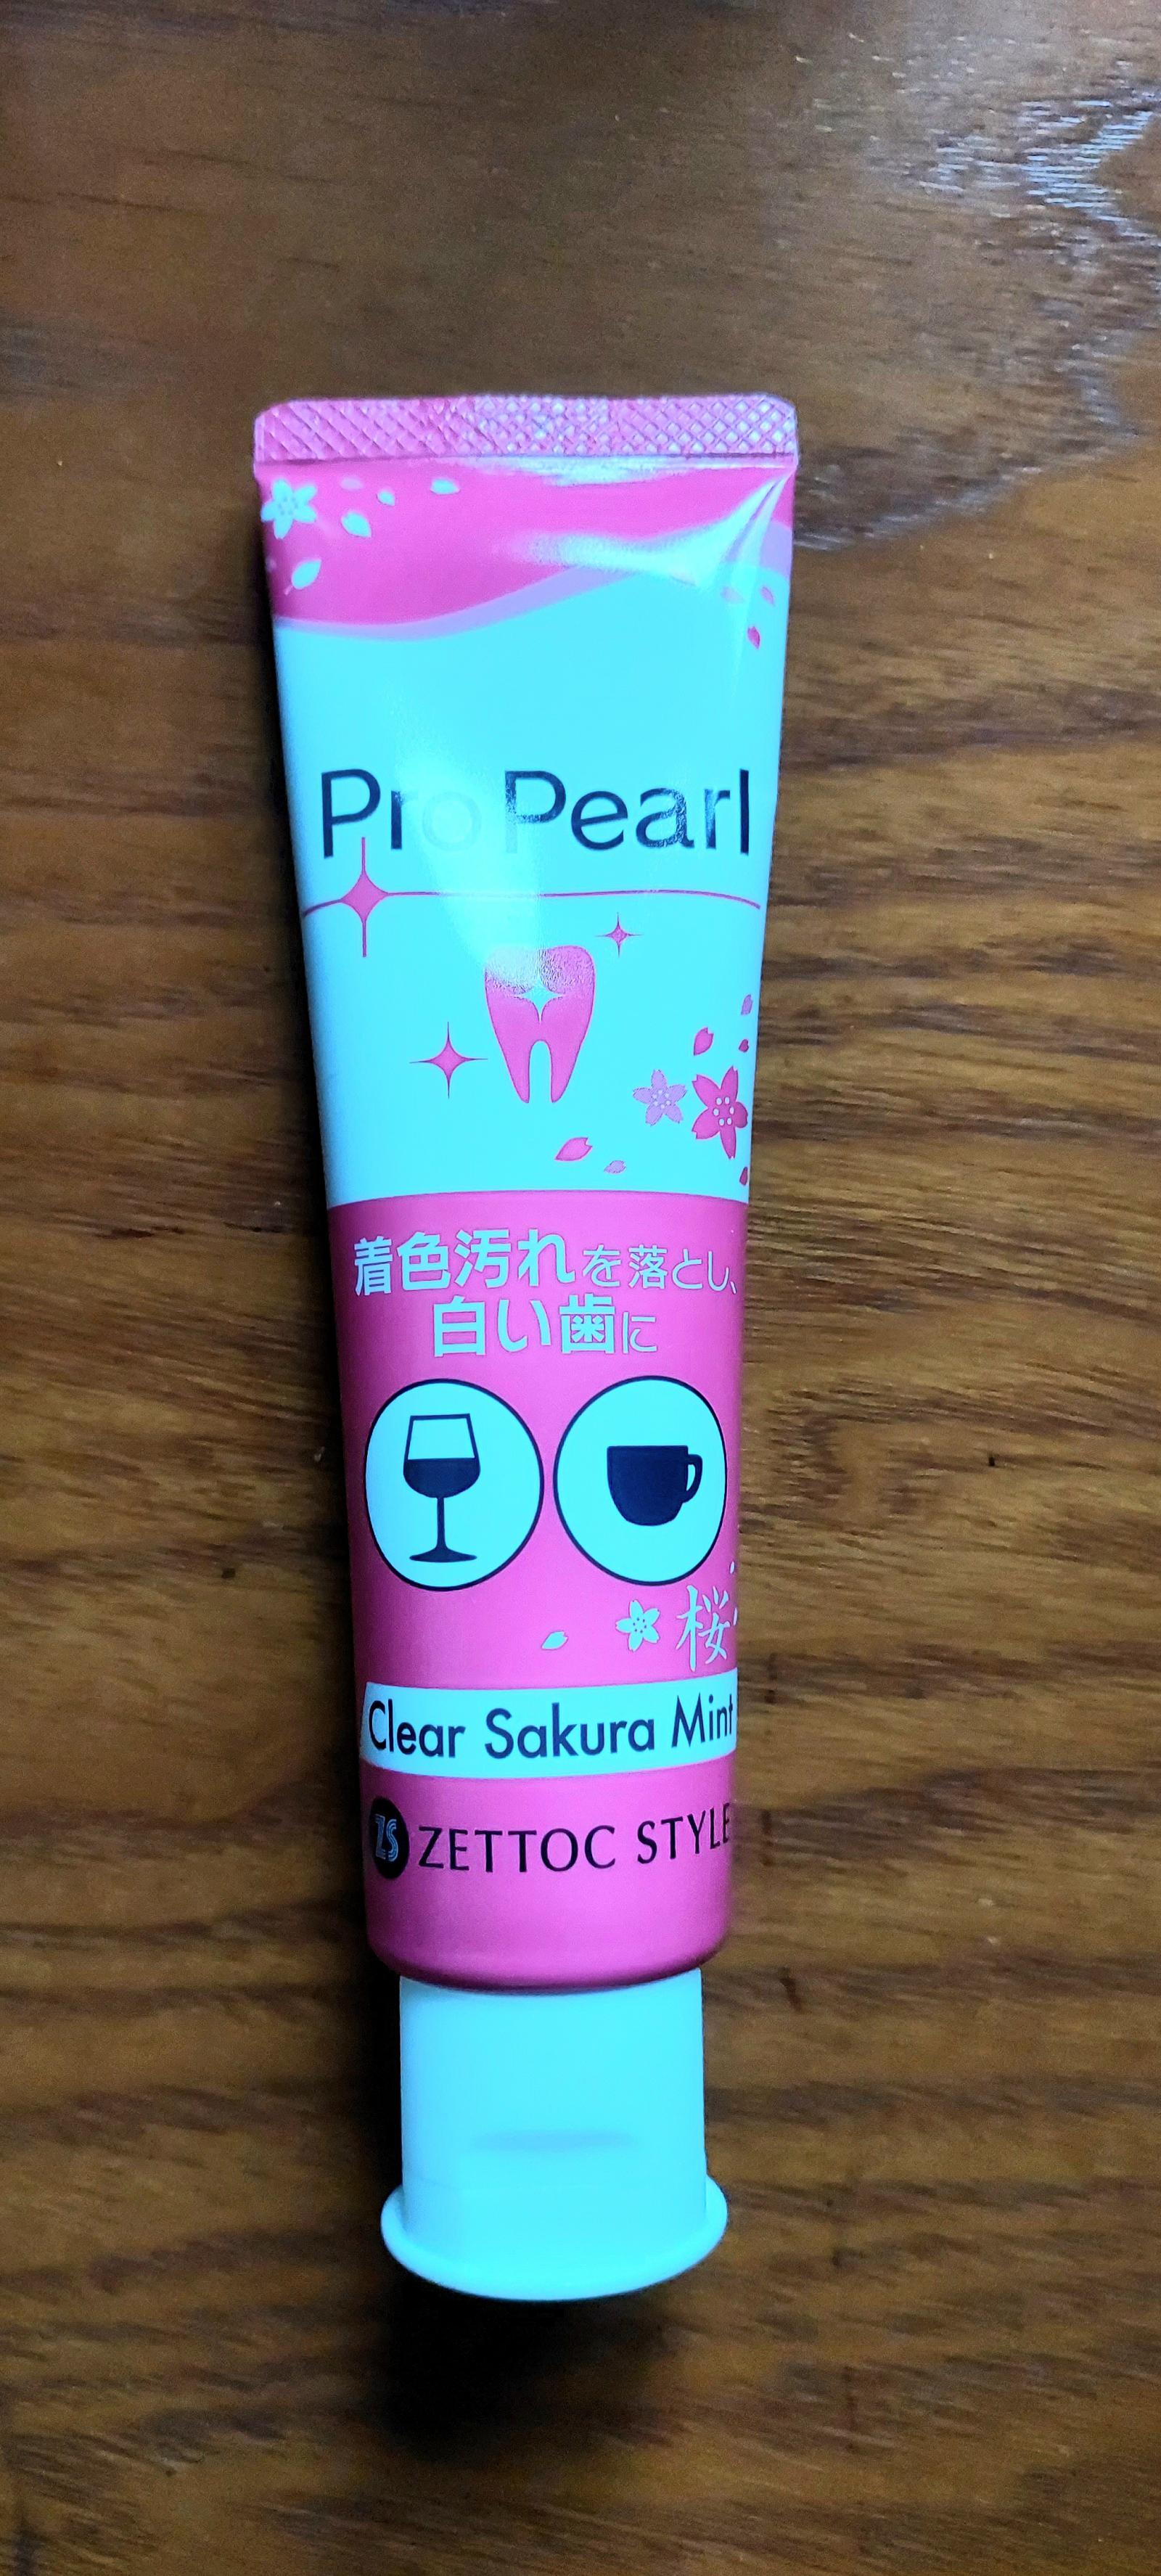 Pro Pearl
着色汚れを落とし、
白い歯に
桜
Clear Sakura Mint
ZS ZETTOC STYLE